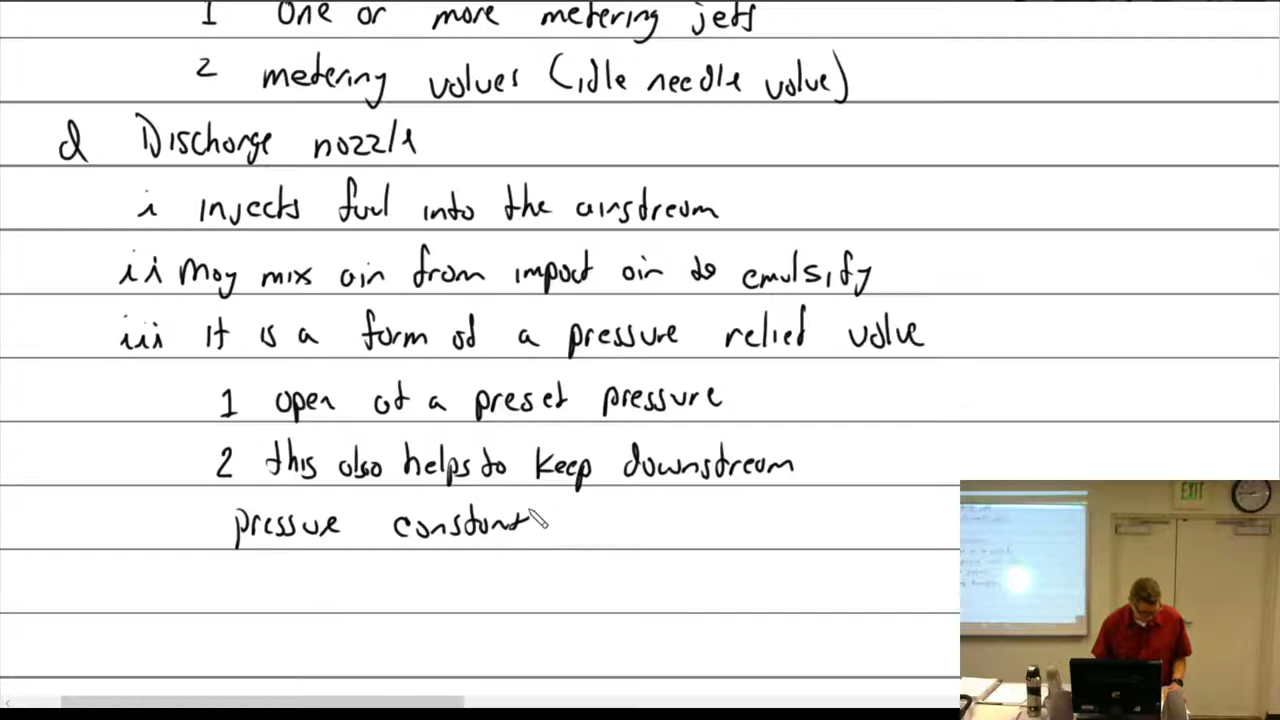 1 One or more metering jets
2 metering valves (idle needle valve)
d Discharge nozzle
i injects fuel into the airstream
ii May mix air from impact air to emulsify
iii it is a form of a pressure relief valve
1 open at a preset pressure
2 this also helps to keep downstream
pressure constant
EXIT